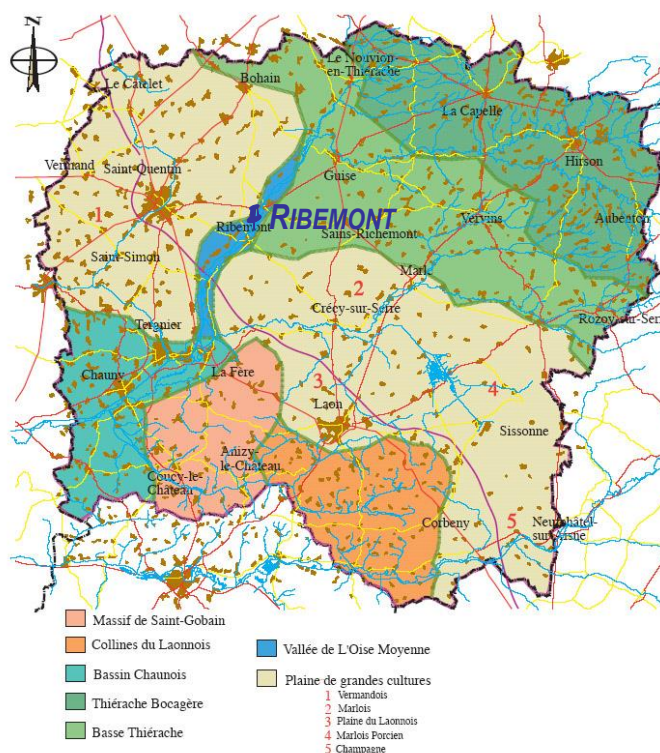 N
Le Catelet
Bohain
Le Nouvion-
en-Thiérache
La Capelle
Vermand
Saint-Quentin
Hirson
Guise
1
Ribemont
RIBEMONT
Sains-Richemont
Vervins
Aubenton
Saint-Simon
Marl
2
Crécy-sur-Serre
Rozoy-sur-Serr
Tergnier
Chauny
La Fère
3
4
Laon
Sissonne
Anizy-
le-Château
Coucy-le-
Château
Corbeny
5
Neufchâtel-
sur-Aisne
Massif de Saint-Gobain
Collines du Laonnois
Bassin Chaunois
Thiérache Bocagère
Basse Thiérache
Vallée de L'Oise Moyenne
Plaine de grandes cultures
1 Vermandois
2 Marlois
3 Plaine du Laonnois
4 Marlois Porcien
5 Champagne